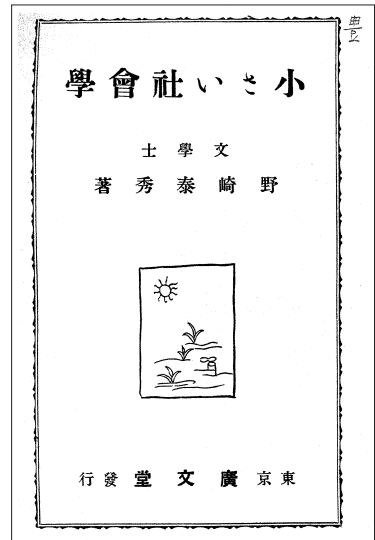 小さい社會學
文學士
野崎泰秀著
東京廣文堂發行